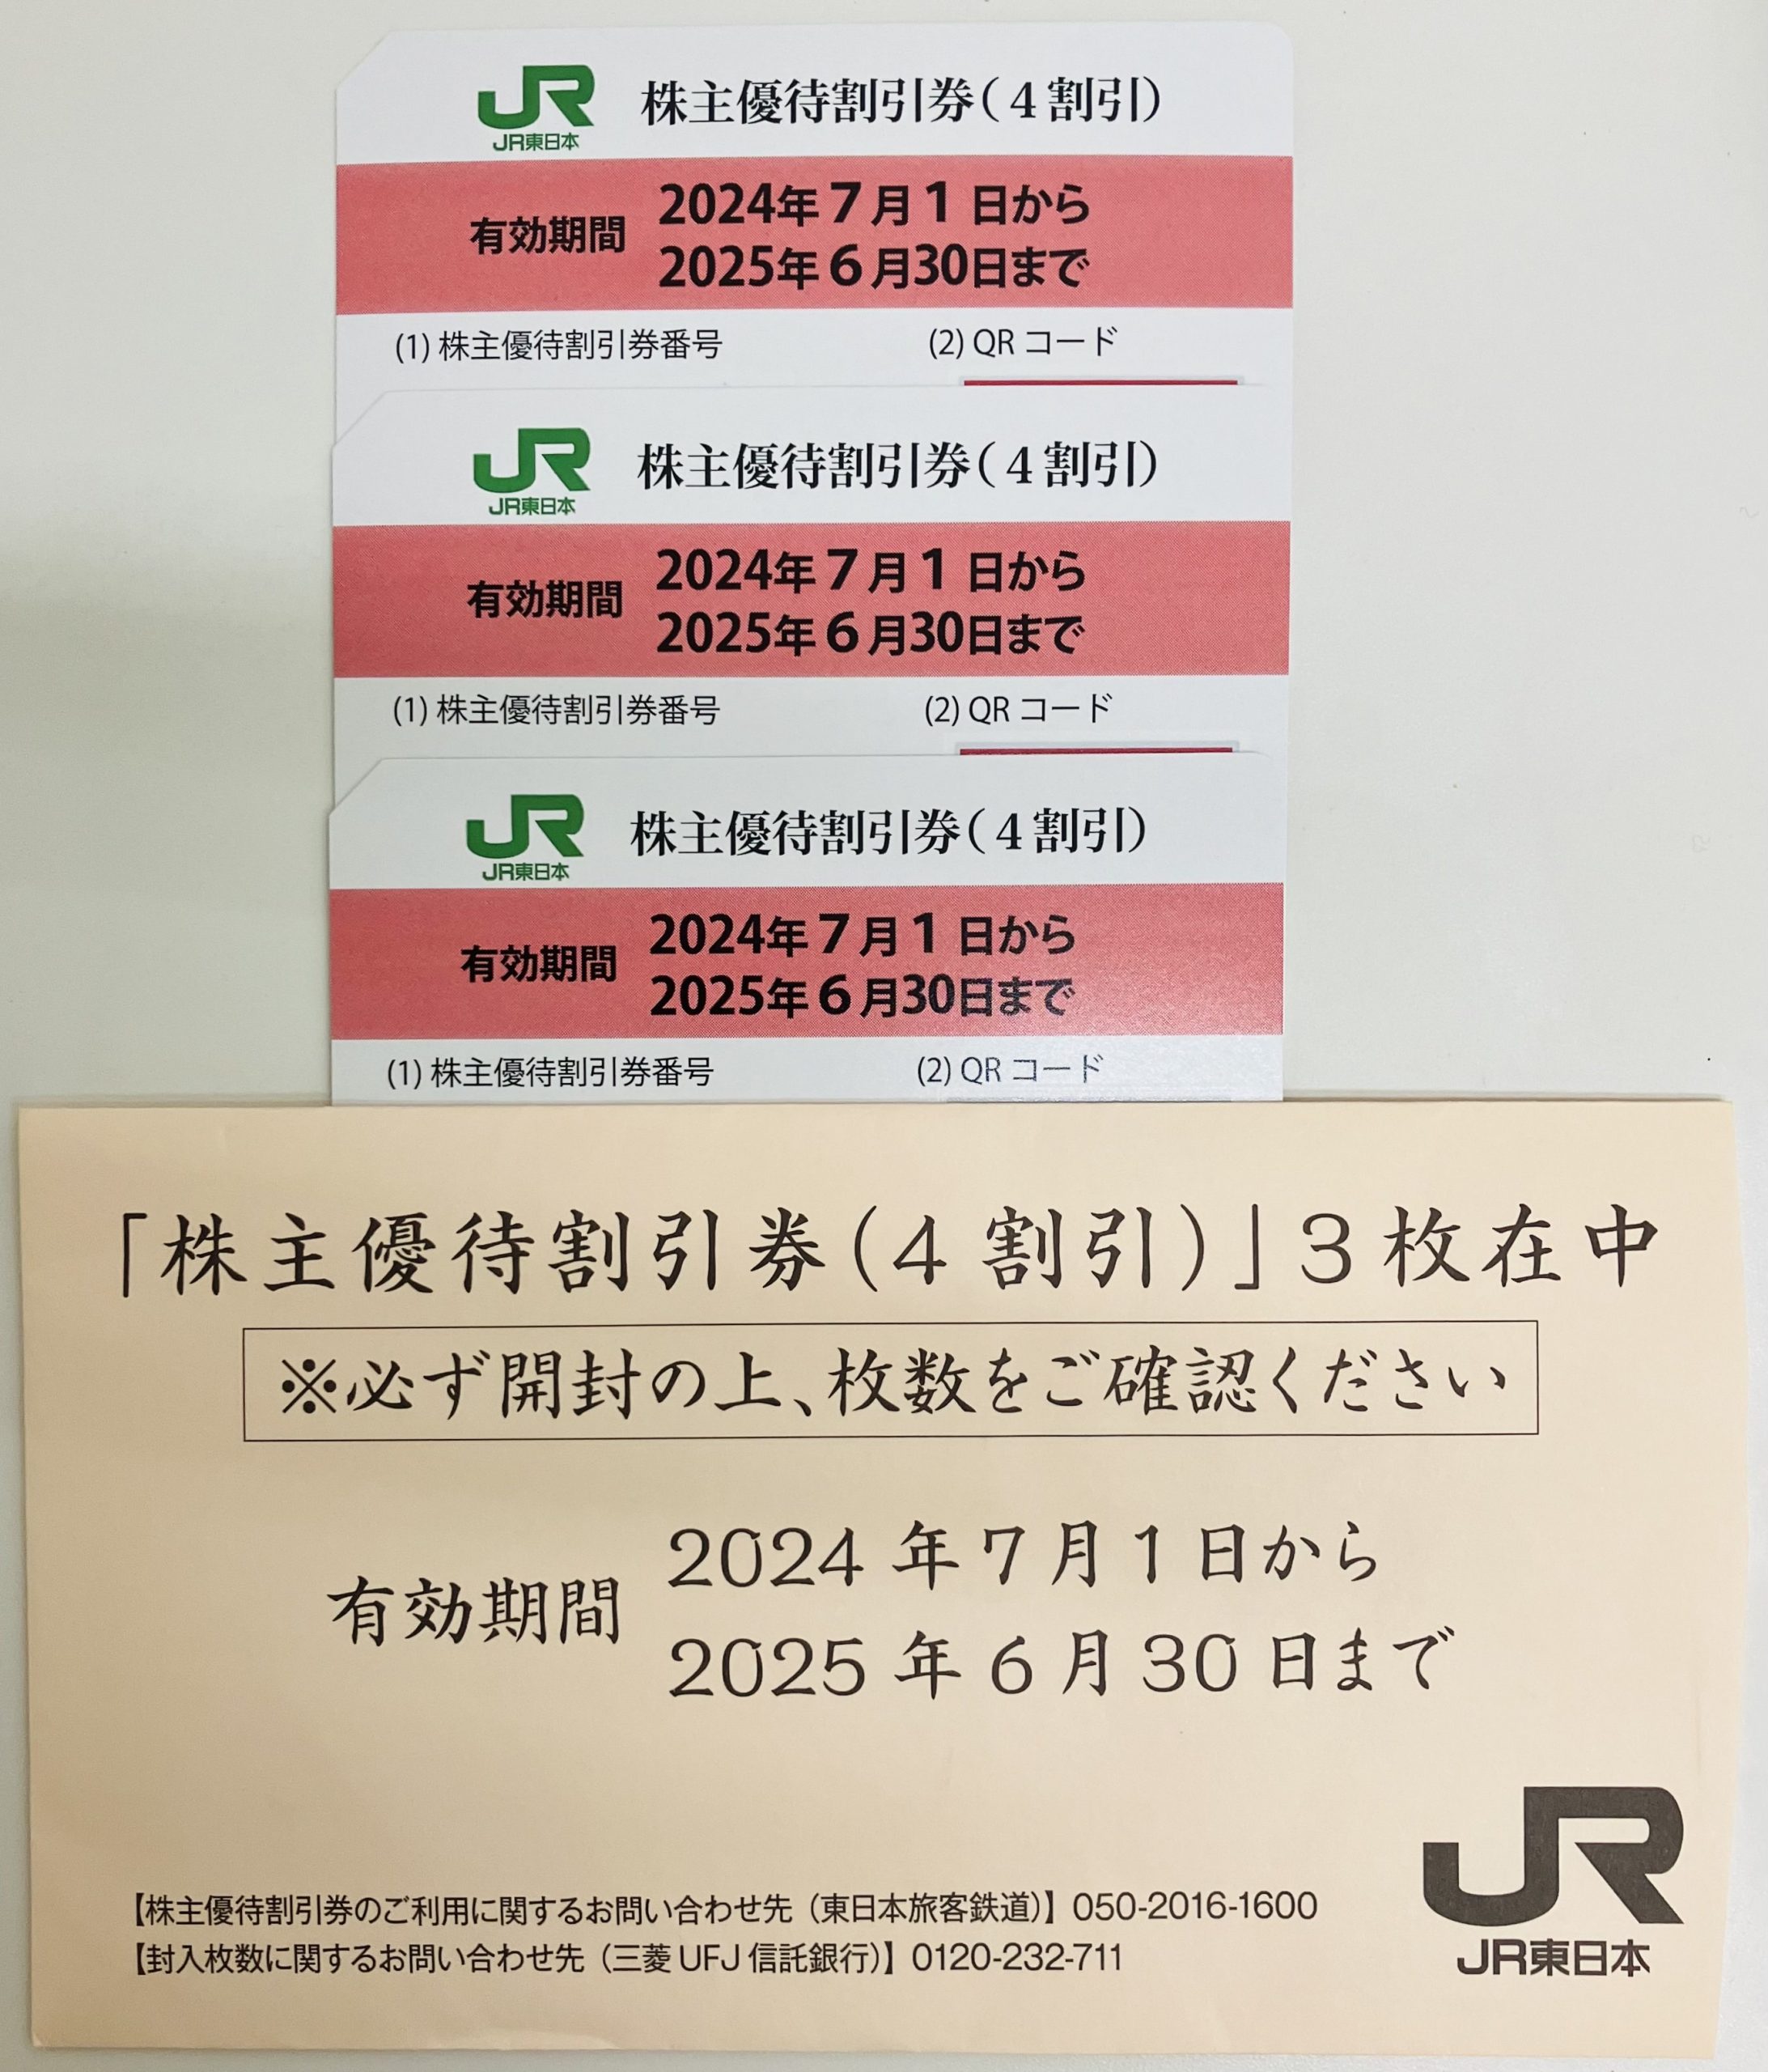 JR 株主優待割引券(4割引)
JR東日本
有効期間
2024年7月1日から
2025年6月30日まで
(1) 株主優待割引券番号 (2) QRコード
JR 株主優待割引券(4割引)
JR東日本
有効期間
2024年7月1日から
2025年6月30日まで
(1) 株主優待割引券番号 (2) QRコード
JR 株主優待割引券(4割引)
JR東日本
有効期間
2024年7月1日から
2025年6月30日まで
(1) 株主優待割引券番号 (2) QRコード
「株主優待割引券(4割引)」3枚在中
※必ず開封の上、枚数をご確認ください
有効期間
2024年7月1日から
2025年6月30日まで
【株主優待割引券のご利用に関するお問い合わせ先(東日本旅客鉄道)】050-2016-1600
【封入枚数に関するお問い合わせ先(三菱UFJ信託銀行)】0120-232-711
JR
JR東日本